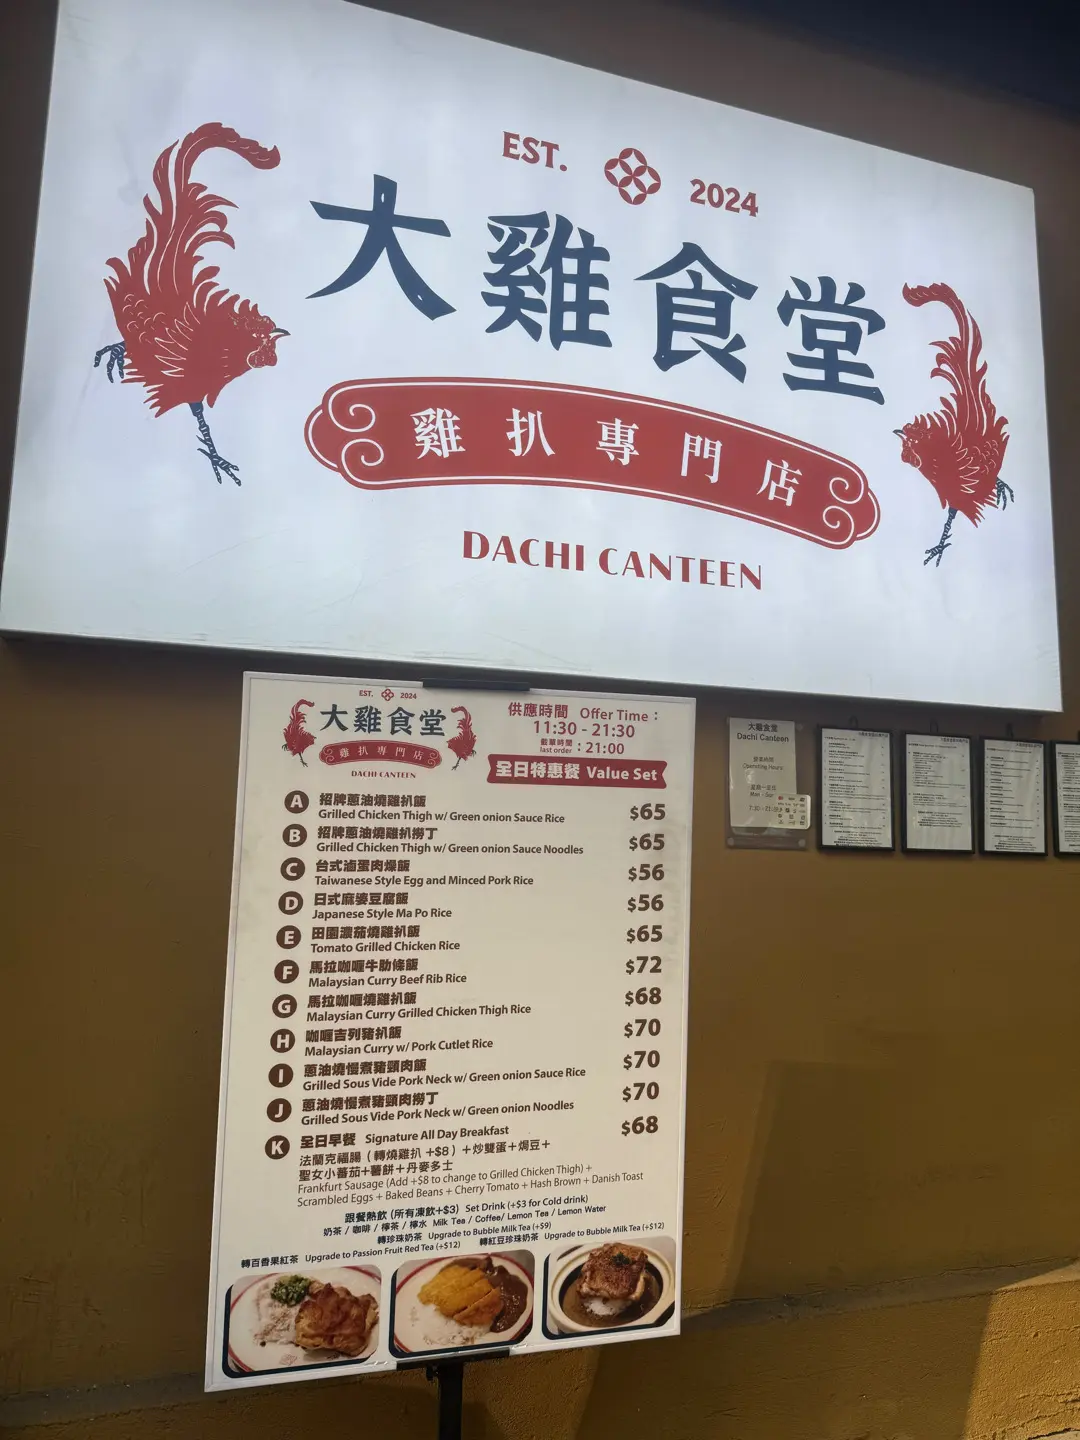 EST. 2024
大雞食堂
雞扒專門店
DACHI CANTEEN
EST. 2024
大雞食堂
雞扒專門店
DACHI CANTEEN
供應時間 Offer Time：
11:30 - 21:30
截單時間
last order ：21:00
全日特惠餐 Value Set
A 招牌蔥油燒雞扒飯
Grilled Chicken Thigh w/ Green onion Sauce Rice $65
B 招牌蔥油燒雞扒撈丁
Grilled Chicken Thigh w/ Green onion Sauce Noodles $65
C 台式滷蛋肉燥飯
Taiwanese Style Egg and Minced Pork Rice $56
D 日式麻婆豆腐飯
Japanese Style Ma Po Rice $56
E 田園濃茄燒雞扒飯
Tomato Grilled Chicken Rice $65
F 馬拉咖喱牛肋條飯
Malaysian Curry Beef Rib Rice $72
G 馬拉咖喱燒雞扒飯
Malaysian Curry Grilled Chicken Thigh Rice $68
H 咖喱吉列豬扒飯
Malaysian Curry w/ Pork Cutlet Rice $70
I 蔥油燒慢煮豬頸肉飯
Grilled Sous Vide Pork Neck w/ Green onion Sauce Rice $70
J 蔥油燒慢煮豬頸肉撈丁
Grilled Sous Vide Pork Neck w/ Green onion Noodles $70
K 全日早餐 Signature All Day Breakfast $68
法蘭克福腸（轉燒雞扒 +$8）＋炒雙蛋＋焗豆＋
聖女小蕃茄＋薯餅＋丹麥多士
Frankfurt Sausage (Add +$8 to change to Grilled Chicken Thigh) +
Scrambled Eggs + Baked Beans + Cherry Tomato + Hash Brown + Danish Toast
跟餐熱飲（所有凍飲+$3） Set Drink (+$3 for Cold drink)
奶茶 / 咖啡 / 檸茶 / 檸水 Milk Tea / Coffee/ Lemon Tea / Lemon Water
轉珍珠奶茶 Upgrade to Bubble Milk Tea (+$9)
轉百香果紅茶 Upgrade to Passion Fruit Red Tea (+$12) 轉紅豆珍珠奶茶 Upgrade to Bubble Milk Tea (+$12)
大雞食堂
Dachi Canteen
營業時間
Operating Hours: